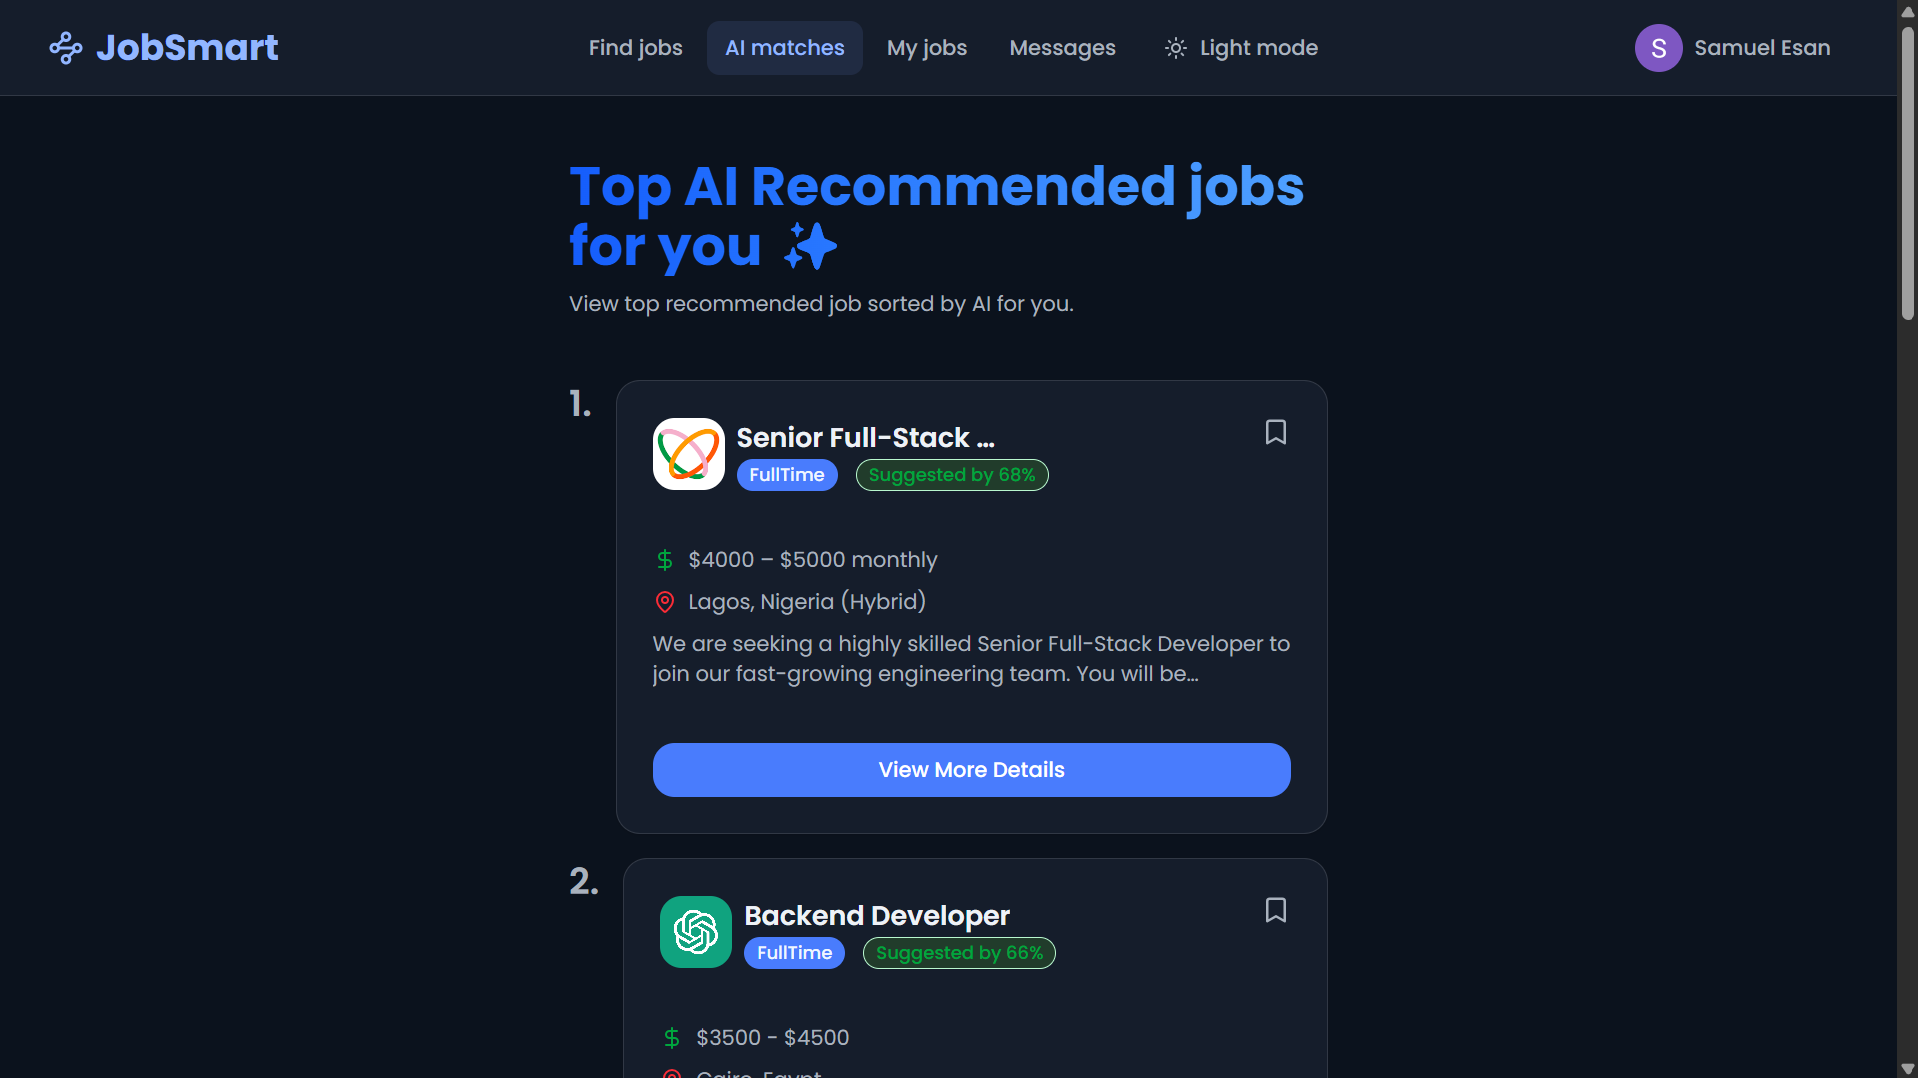 JobSmart
Find jobs
AI matches
My jobs
Messages
Light mode
S
Samuel Esan
Top AI Recommended jobs
for you
View top recommended job sorted by AI for you.
1.
Senior Full-Stack ...
FullTime
Suggested by 68%
$4000 – $5000 monthly
Lagos, Nigeria (Hybrid)
We are seeking a highly skilled Senior Full-Stack Developer to
join our fast-growing engineering team. You will be...
View More Details
2.
Backend Developer
FullTime
Suggested by 66%
$3500 - $4500
Cairo, Egypt